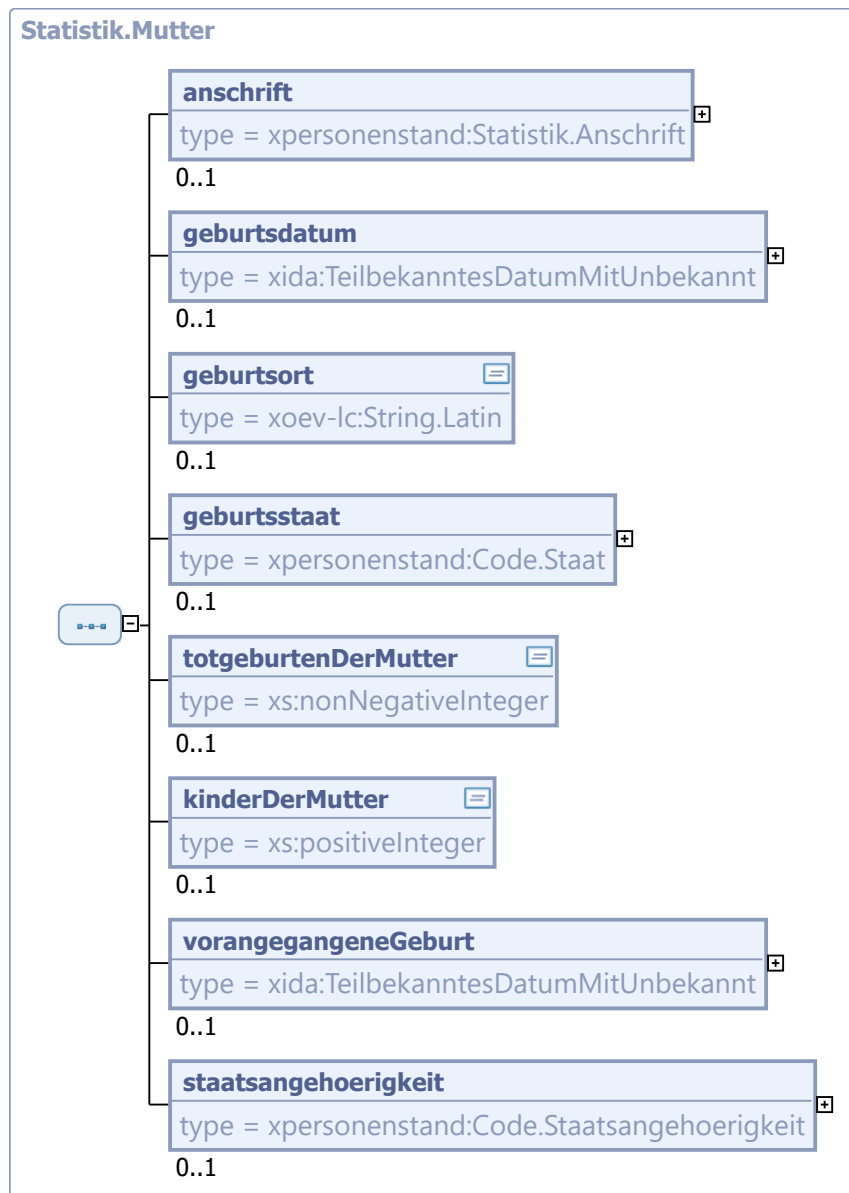 Statistik.Mutter
anschrift
type = xpersonenstand:Statistik.Anschrift
0..1
geburtsdatum
type = xida:TeilbekanntesDatumMitUnbekannt
0..1
geburtsort
type = xoev-lc:String.Latin
0..1
geburtsstaat
type = xpersonenstand:Code.Staat
0..1
totgeburtenDerMutter
type = xs:nonNegativeInteger
0..1
kinderDerMutter
type = xs:positiveInteger
0..1
vorangegangeneGeburt
type = xida:TeilbekanntesDatumMitUnbekannt
0..1
staatsangehoerigkeit
type = xpersonenstand:Code.Staatsangehoerigkeit
0..1